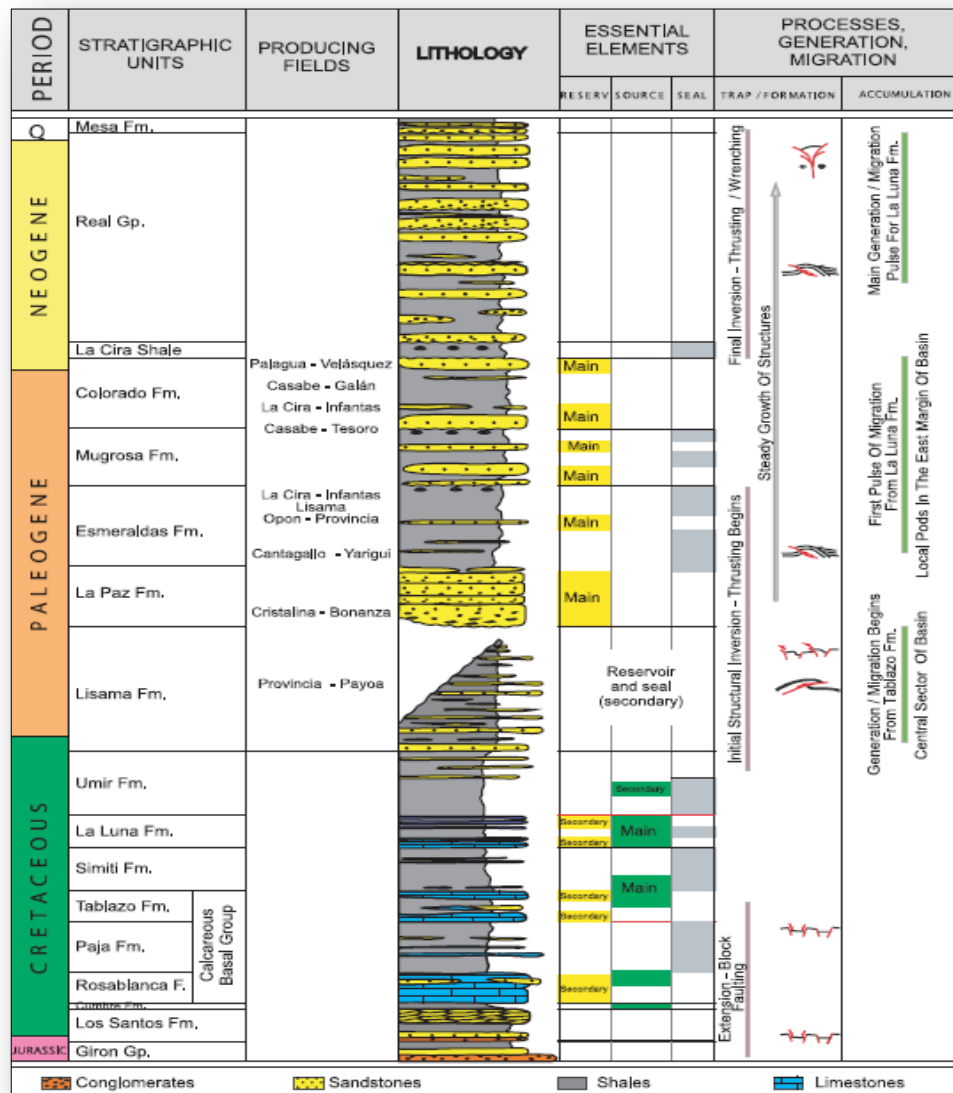 PERIOD
STRATIGRAPHIC
UNITS
PRODUCING
FIELDS
LITHOLOGY
ESSENTIAL
ELEMENTS
PROCESSES,
GENERATION,
MIGRATION
RESERV
SOURCE
SEAL
TRAP / FORMATION
ACCUMULATION
Q
NEOGENE
PALEOGENE
CRETACEOUS
JURASSIC
Mesa Fm.
Real Gp.
La Cira Shale
Colorado Fm.
Mugrosa Fm.
Esmeraldas Fm.
La Paz Fm.
Lisama Fm.
Umir Fm.
La Luna Fm.
Simiti Fm.
Tablazo Fm.
Paja Fm.
Rosablanca F.
Cumbre Fm.
Los Santos Fm.
Giron Gp.
Calcareous
Basal Group
Palagua - Velásquez
Casabe - Galán
La Cira - Infantas
Casabe - Tesoro
La Cira - Infantas
Lisama
Opon - Provincia
Cantagallo - Yarigui
Cristalina - Bonanza
Provincia - Payoa
Main
Main
Main
Main
Main
Main
Reservoir
and seal
(secondary)
Secondary
Secondary
Main
Secondary
Main
Secondary
Secondary
Secondary
Final Inversion - Thrusting / Wrenching
Initial Structural Inversion - Thrusting Begins
Extension - Block
Faulting
Steady Growth Of Structures
Main Generation / Migration
Pulse For La Luna Fm.
First Pulse Of Migration
From La Luna Fm.
Local Pods In The East Margin Of Basin
Generation / Migration Begins
From Tablazo Fm.
Central Sector Of Basin
Conglomerates
Sandstones
Shales
Limestones